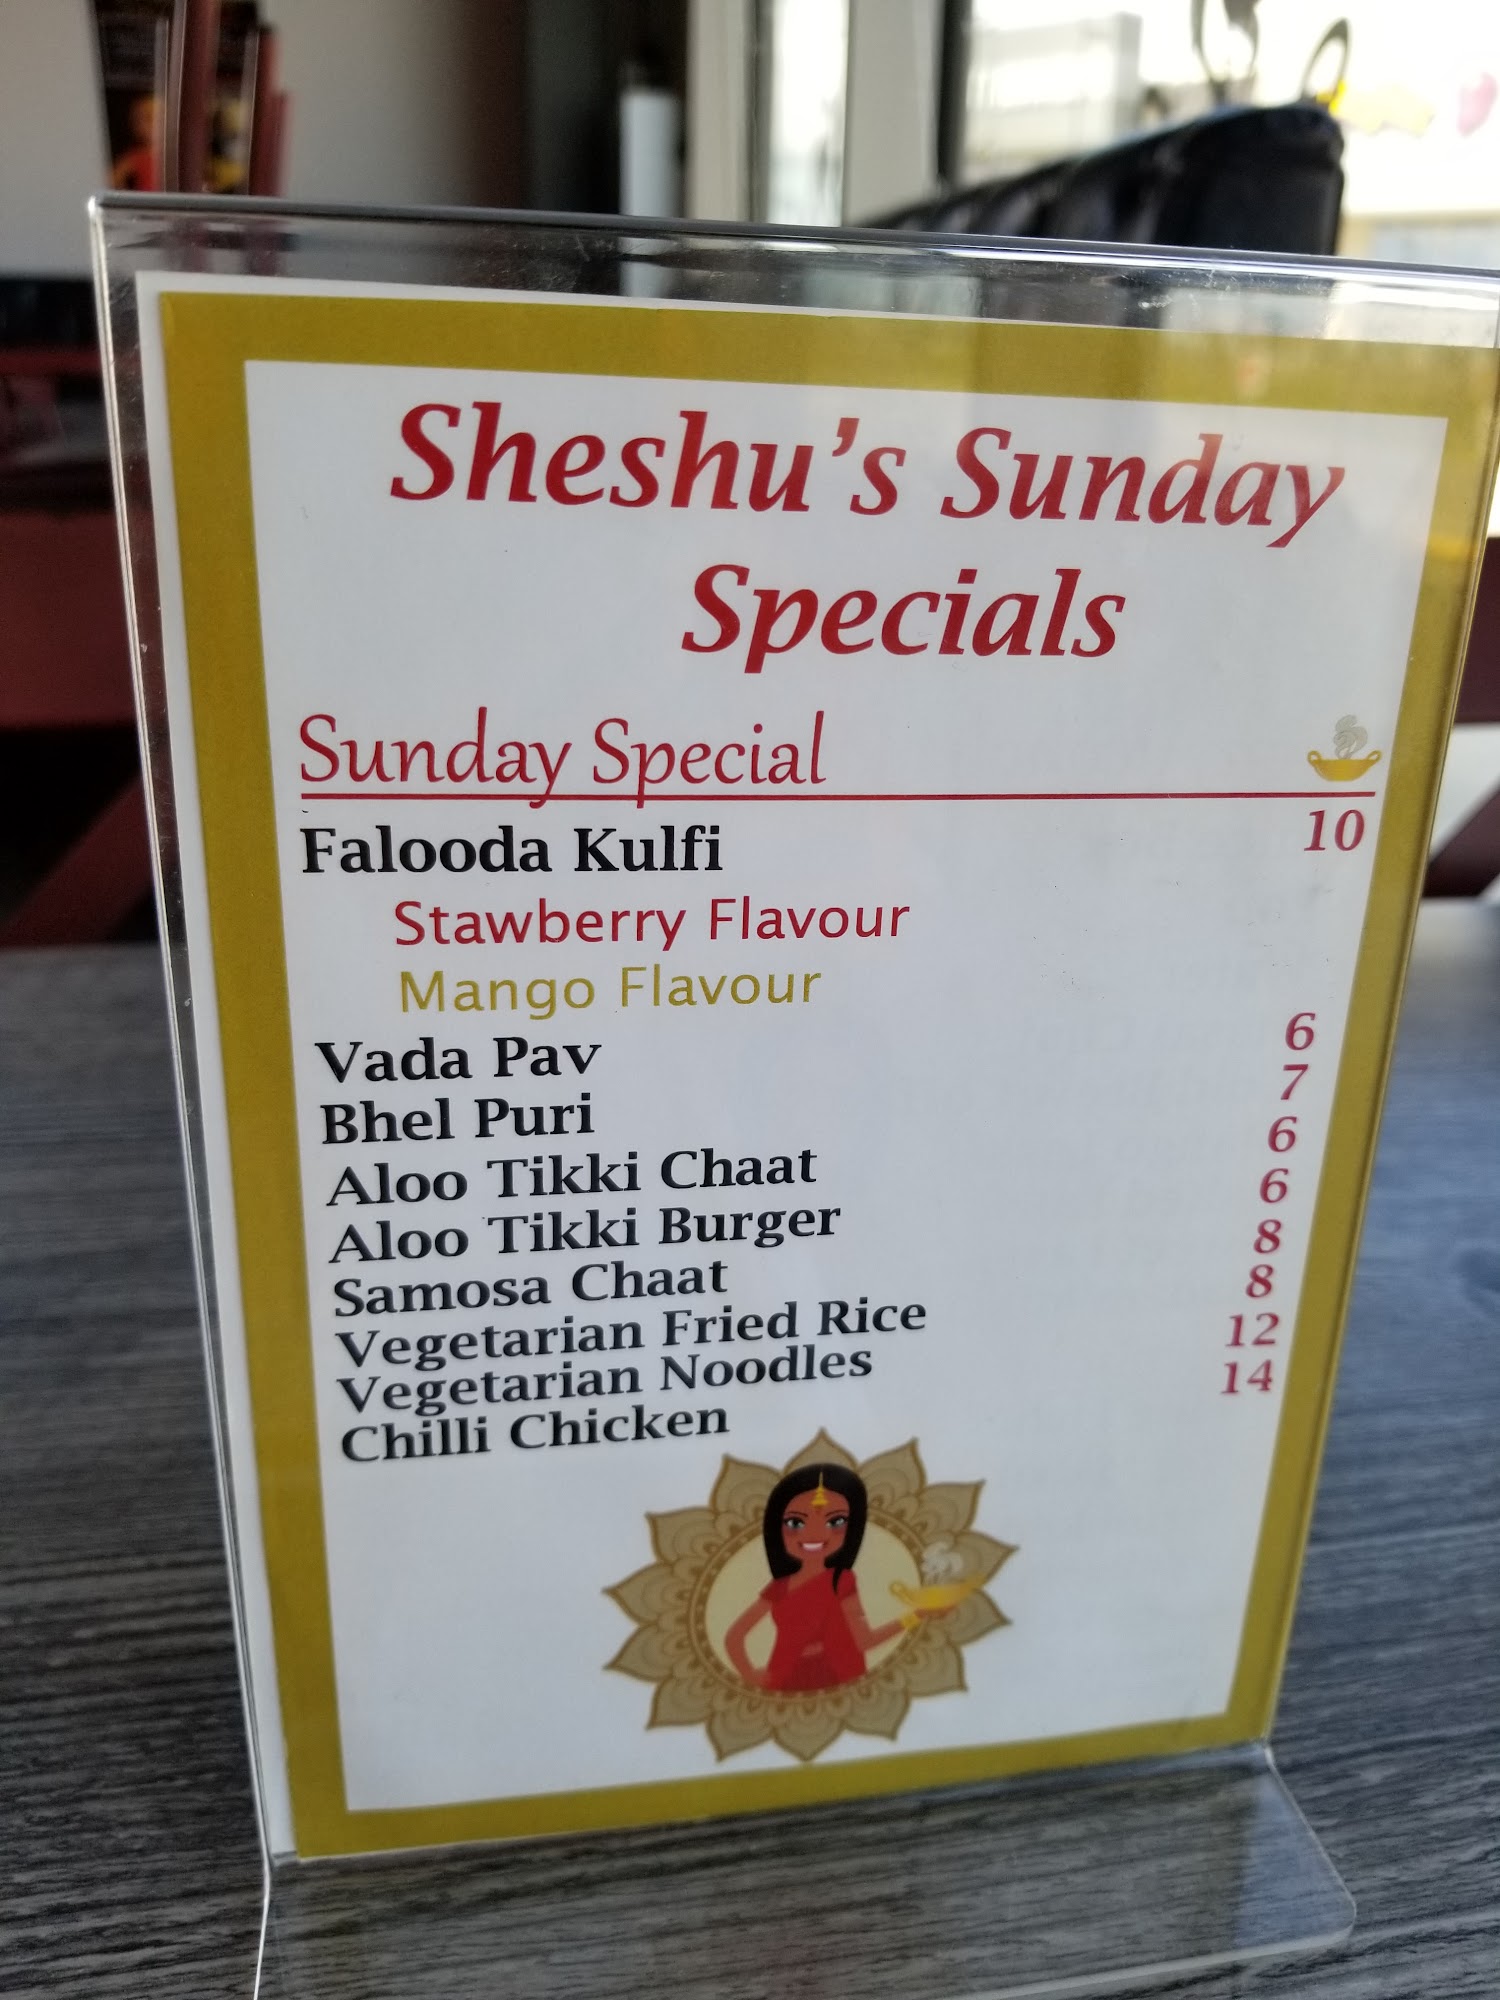 Sheshu's Sunday
Specials
Sunday Special
Falooda Kulfi 10
Stawberry Flavour
Mango Flavour
Vada Pav 6
Bhel Puri 7
Aloo Tikki Chaat 6
Aloo Tikki Burger 6
Samosa Chaat 8
Vegetarian Fried Rice 8
Vegetarian Noodles 12
Chilli Chicken 14